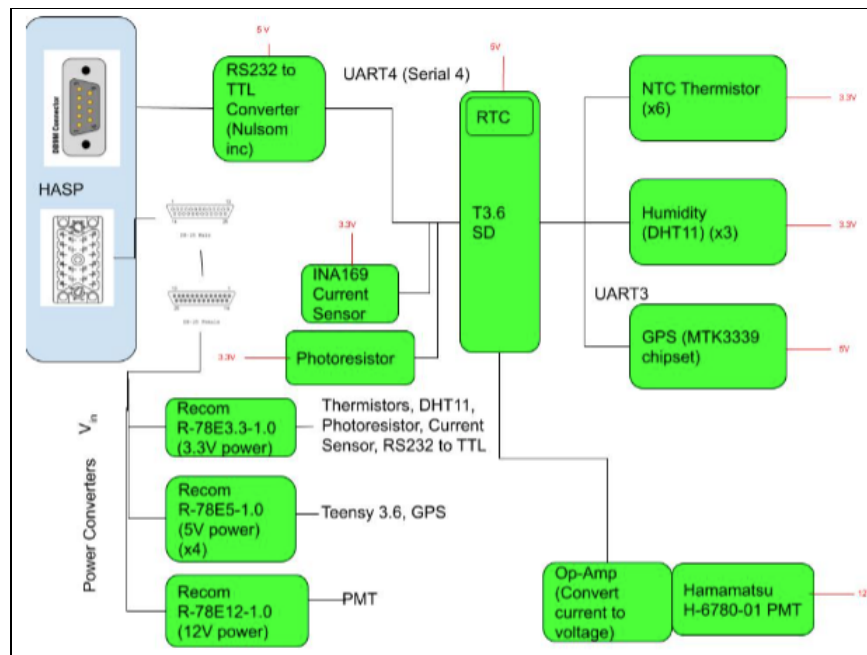 5 V
RS232 to
TTL
Converter
(Nulsom
inc)
UART4 (Serial 4)
5V
RTC
T3.6
SD
NTC Thermistor
(x6)
3.3V
DB9M Connector
HASP
3.3V
INA169
Current
Sensor
Humidity
(DHT11) (x3)
3.3V
UART3
3.3V
Photoresistor
GPS (MTK3339
chipset)
5V
Power Converters
Vin
Recom
R-78E3.3-1.0
(3.3V power)
Thermistors, DHT11,
Photoresistor, Current
Sensor, RS232 to TTL
Recom
R-78E5-1.0
(5V power)
(x4)
Teensy 3.6, GPS
Recom
R-78E12-1.0
(12V power)
PMT
Op-Amp
(Convert
current to
voltage)
Hamamatsu
H-6780-01 PMT
12